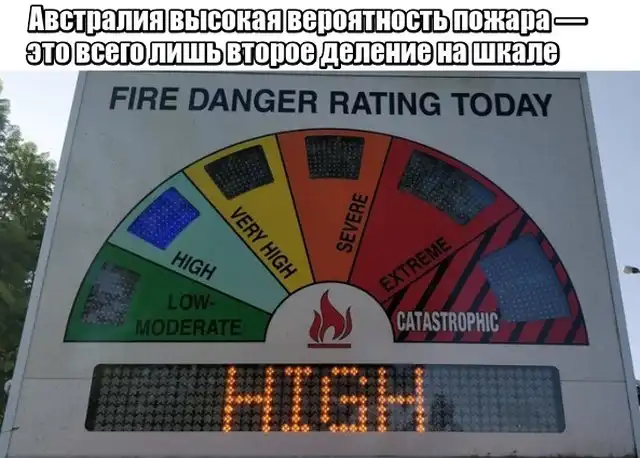 Австралия высокая вероятность пожара —
это всего лишь второе деление на шкале
FIRE DANGER RATING TODAY
LOW-
MODERATE
HIGH
VERY HIGH
SEVERE
EXTREME
CATASTROPHIC
HIGH